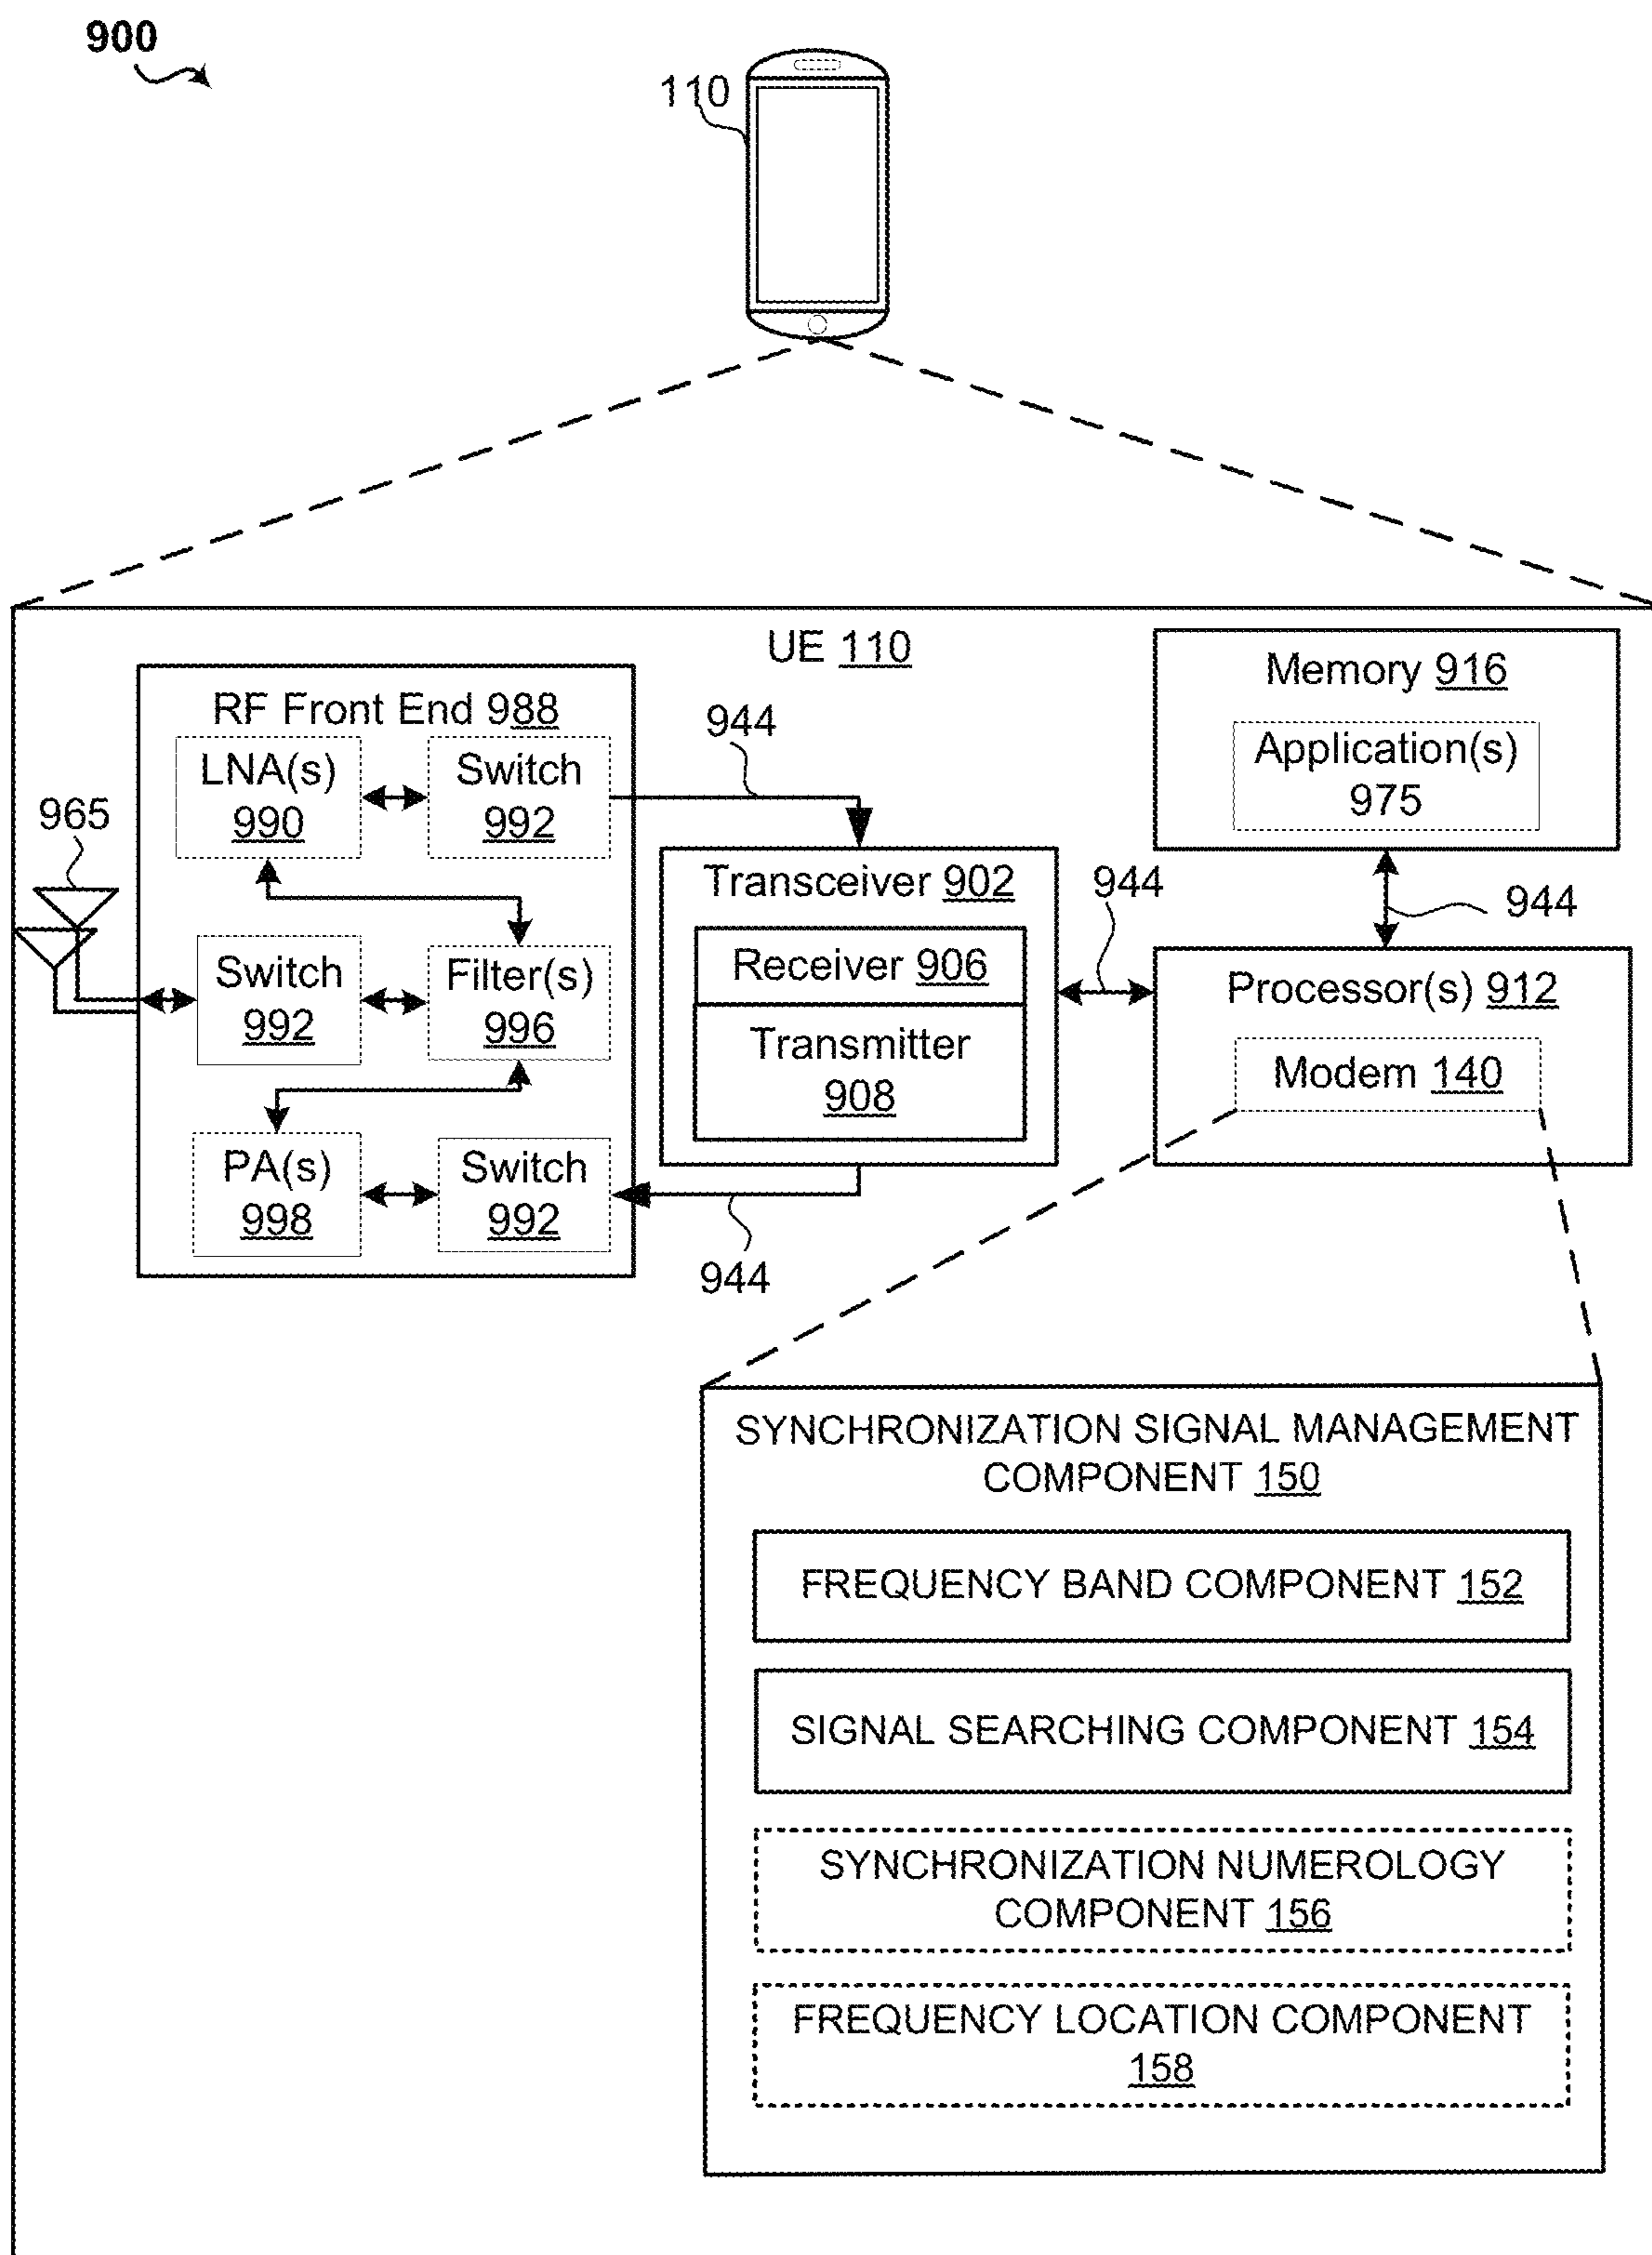 900
110
UE 110
RF Front End 988
LNA(s)
990
Switch
992
944
965
Switch
992
Filter(s)
996
PA(s)
998
Switch
992
944
Transceiver 902
Receiver 906
Transmitter
908
944
Memory 916
Application(s)
975
944
Processor(s) 912
Modem 140
SYNCHRONIZATION SIGNAL MANAGEMENT
COMPONENT 150
FREQUENCY BAND COMPONENT 152
SIGNAL SEARCHING COMPONENT 154
SYNCHRONIZATION NUMEROLOGY
COMPONENT 156
FREQUENCY LOCATION COMPONENT
158